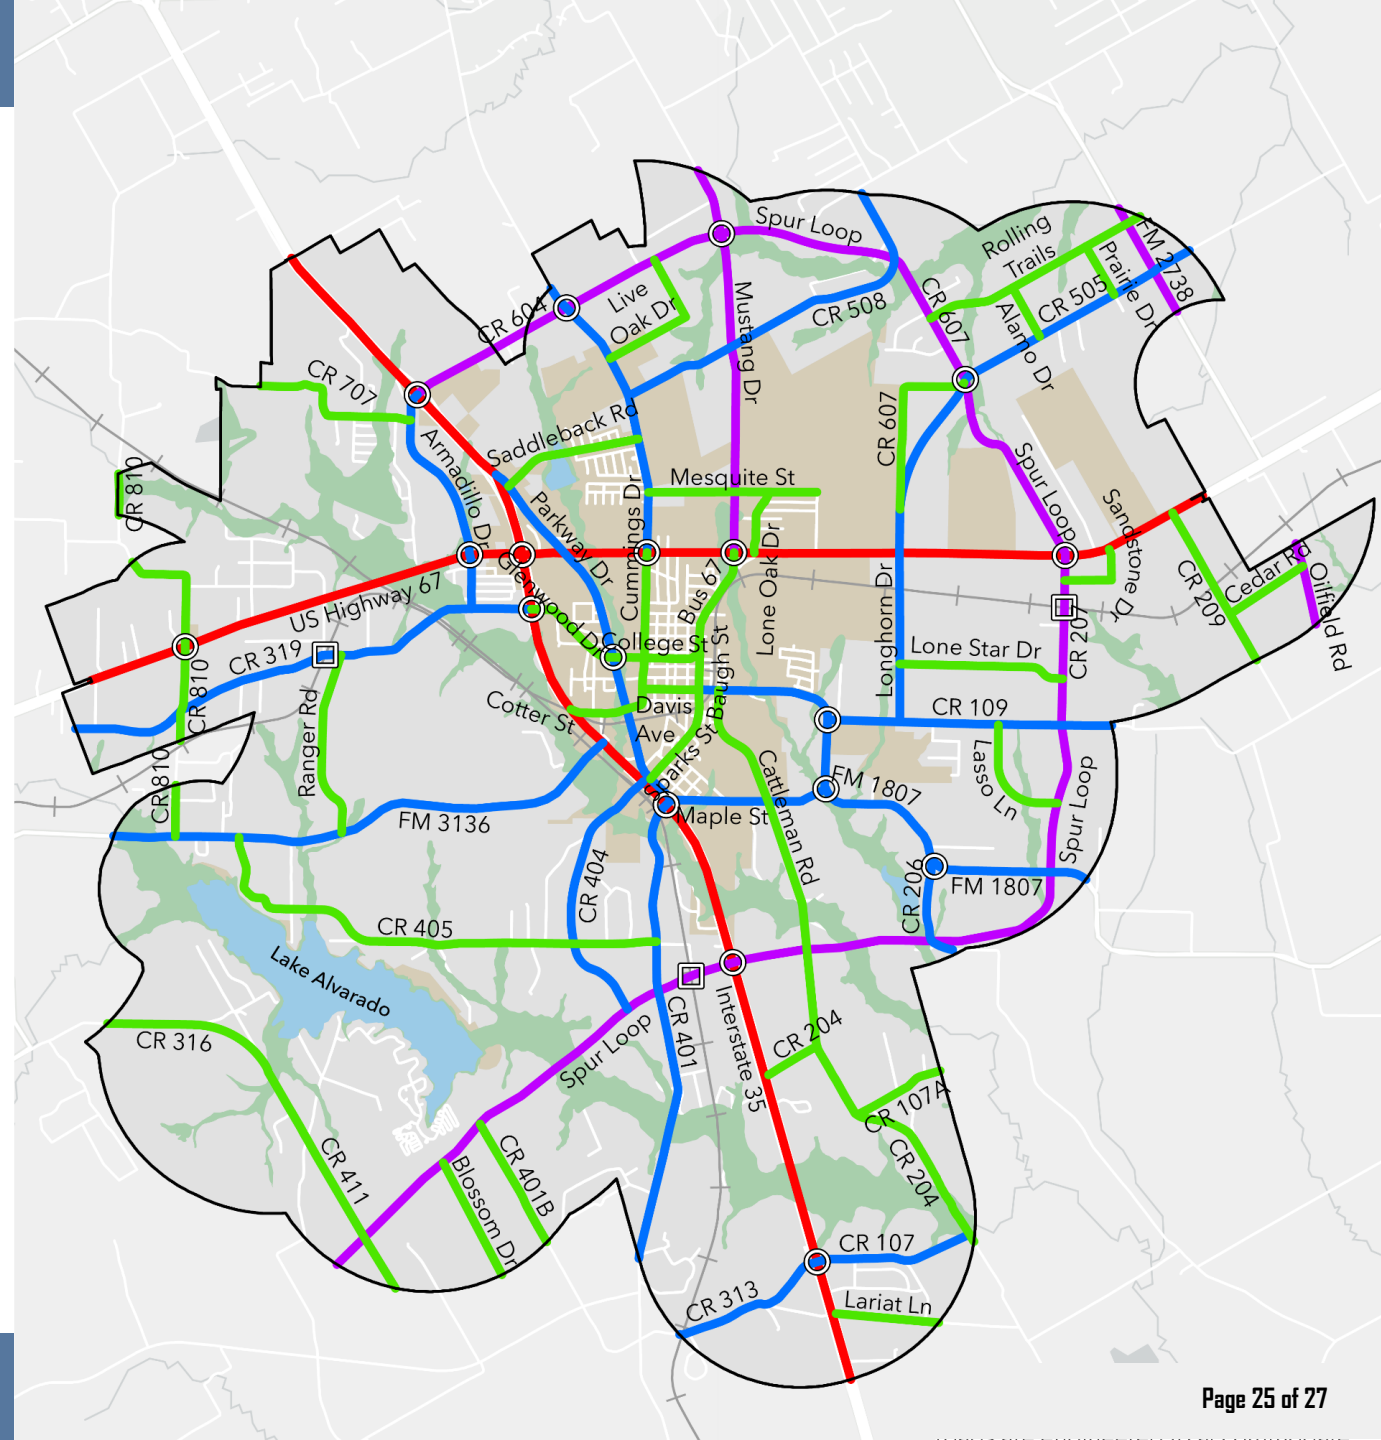 Spur Loop
Rolling
Trails
FM 2738
Prairie Dr
CR 505
CR 607
Alamo Dr
CR 508
Mustang Dr
Live
Oak Dr
CR 604
CR 707
Armadillo Dr
Saddleback Rd
Parkway Dr
Cummings Dr
Mesquite St
CR 607
Spur Loop
Sandstone Dr
CR 810
Glenwood Dr
Bus 67
Lone Oak Dr
Longhorn Dr
CR 209
Cedar Rd
Oilfield Rd
CR 207
US Highway 67
College St
Lone Star Dr
CR 319
CR 810
Ranger Rd
Cotter St
Davis
Ave
Baugh St
Sparks St
CR 109
CR 810
Lasso Ln
Spur Loop
Cattleman Rd
FM 1807
FM 3136
Maple St
CR 404
CR 206
FM 1807
CR 405
Lake Alvarado
CR 316
Spur Loop
CR 401
Interstate 35
CR 204
CR 107A
CR 204
CR 411
Blossom Dr
CR 401B
CR 107
CR 313
Lariat Ln
Page 25 of 27